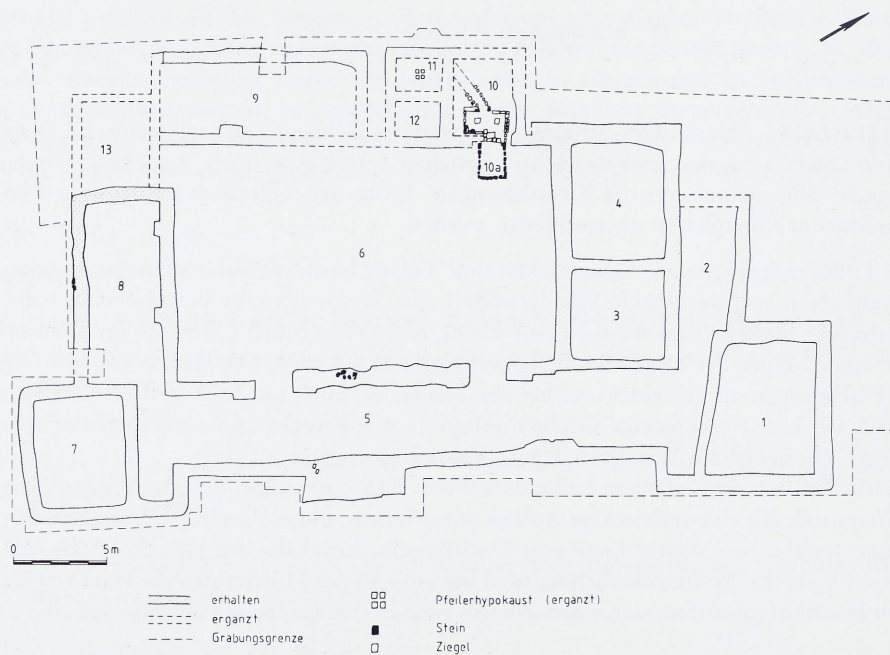 11
10
9
12
13
10a
4
6
2
8
3
5
1
7
0 5m
erhalten
ergänzt
Grabungsgrenze
Pfeilerhypokaust (ergänzt)
Stein
Ziegel